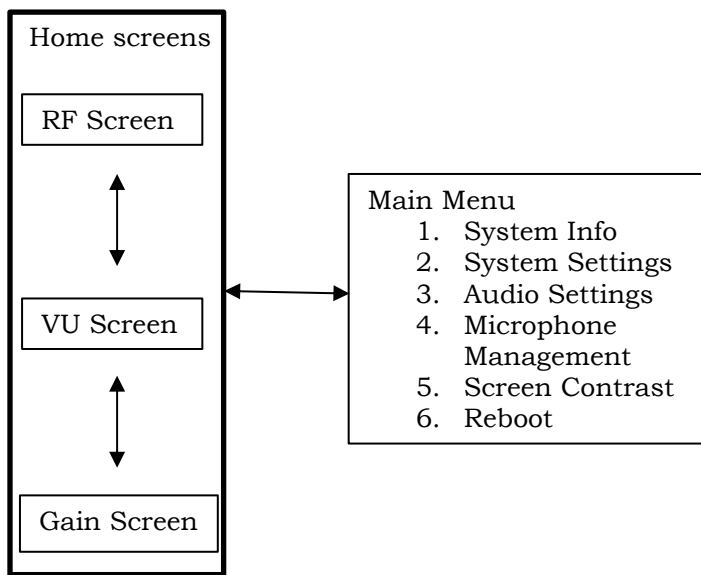 Home screens
RF Screen
VU Screen
Gain Screen
Main Menu
1. System Info
2. System Settings
3. Audio Settings
4. Microphone
Management
5. Screen Contrast
6. Reboot